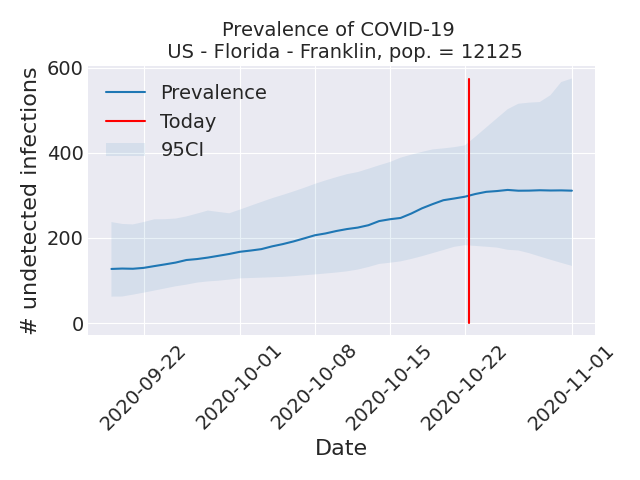 Prevalence of COVID-19
US - Florida - Franklin, pop. = 12125
# undetected infections
600
400
200
0
Prevalence
Today
95CI
2020-09-22
2020-10-01
2020-10-08
2020-10-15
2020-10-22
2020-11-01
Date